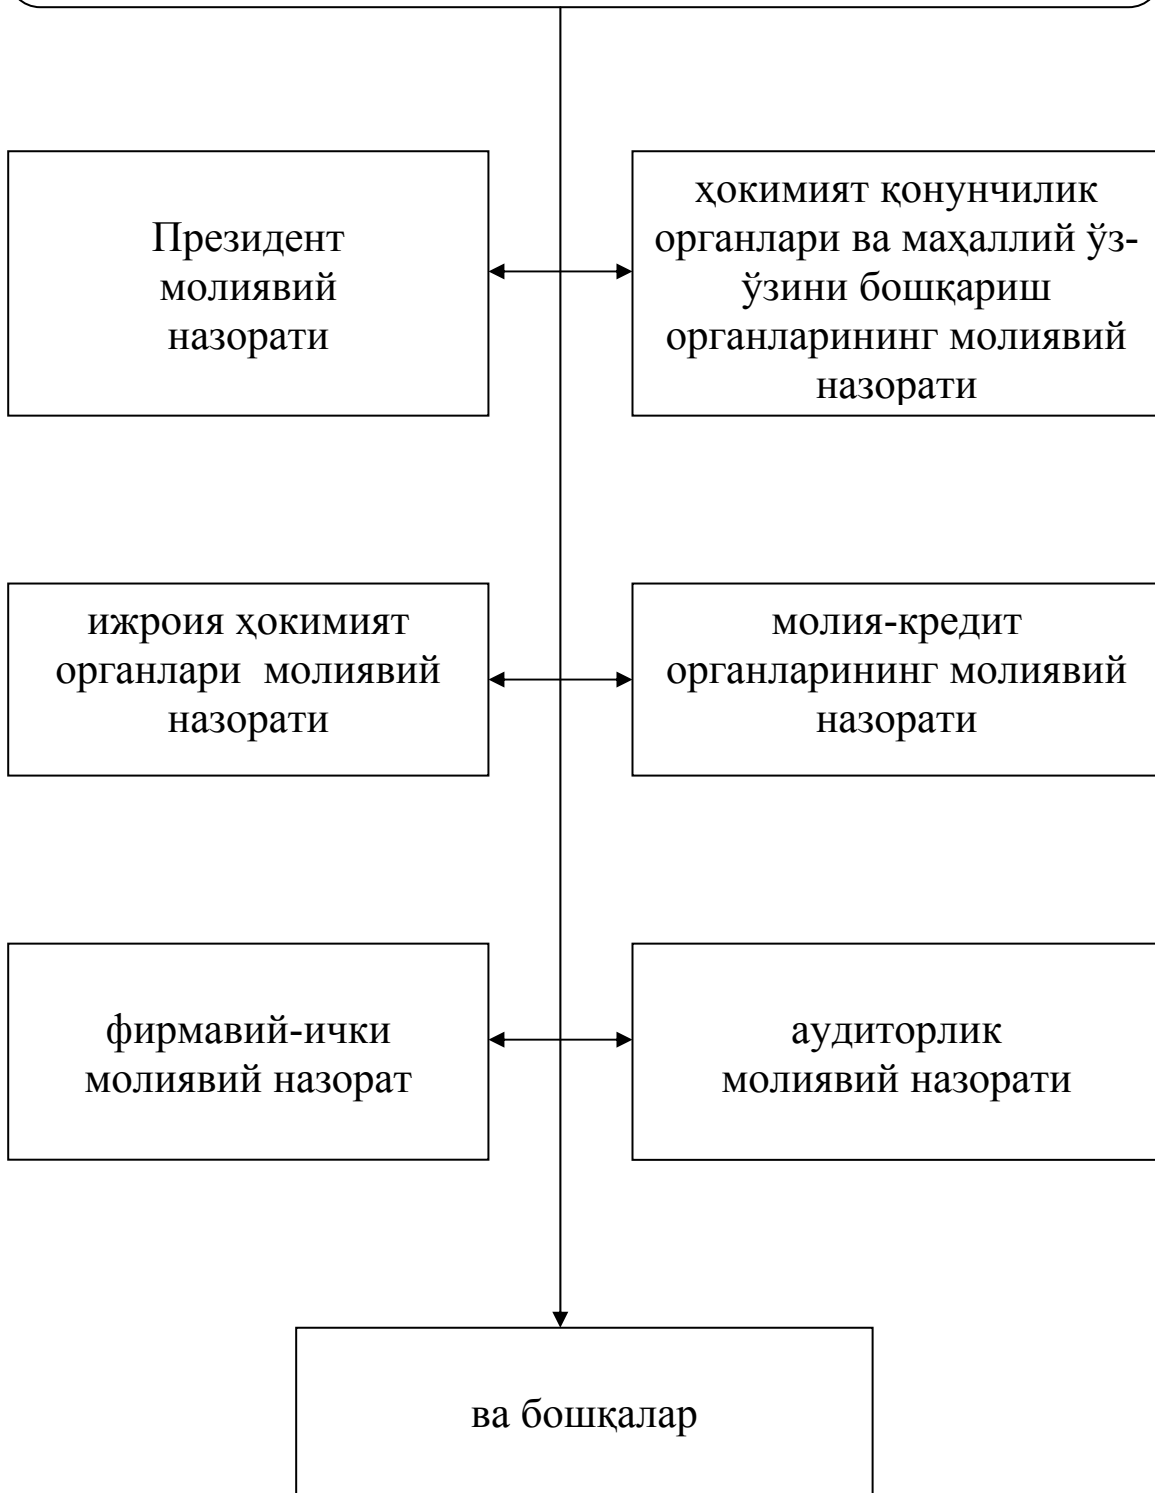 Президент
молиявий
назорати
ҳокимият қонунчилик
органлари ва маҳаллий ўз-
ўзини бошқариш
органларининг молиявий
назорати
ижроия ҳокимият
органлари  молиявий
назорати
молия-кредит
органларининг молиявий
назорати
фирмавий-ички
молиявий назорат
аудиторлик
молиявий назорати
ва бошқалар